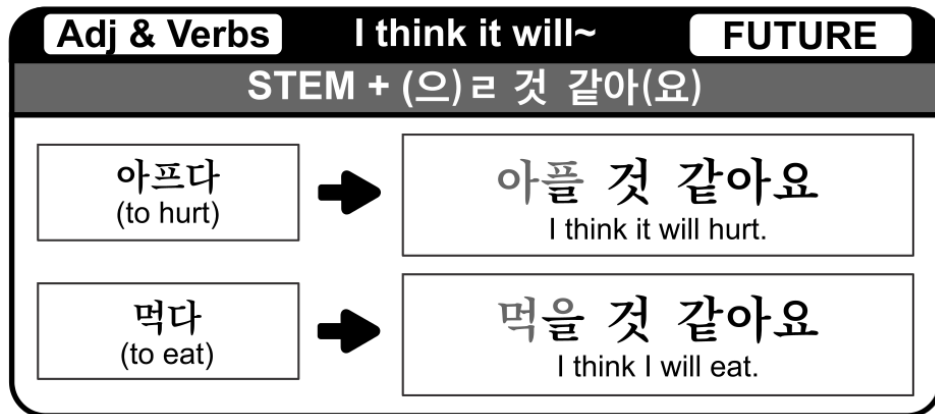 Adj & Verbs I think it will~ FUTURE
STEM + (으)ㄹ 것 같아(요)
아프다
(to hurt)
아플 것 같아요
I think it will hurt.
먹다
(to eat)
먹을 것 같아요
I think I will eat.